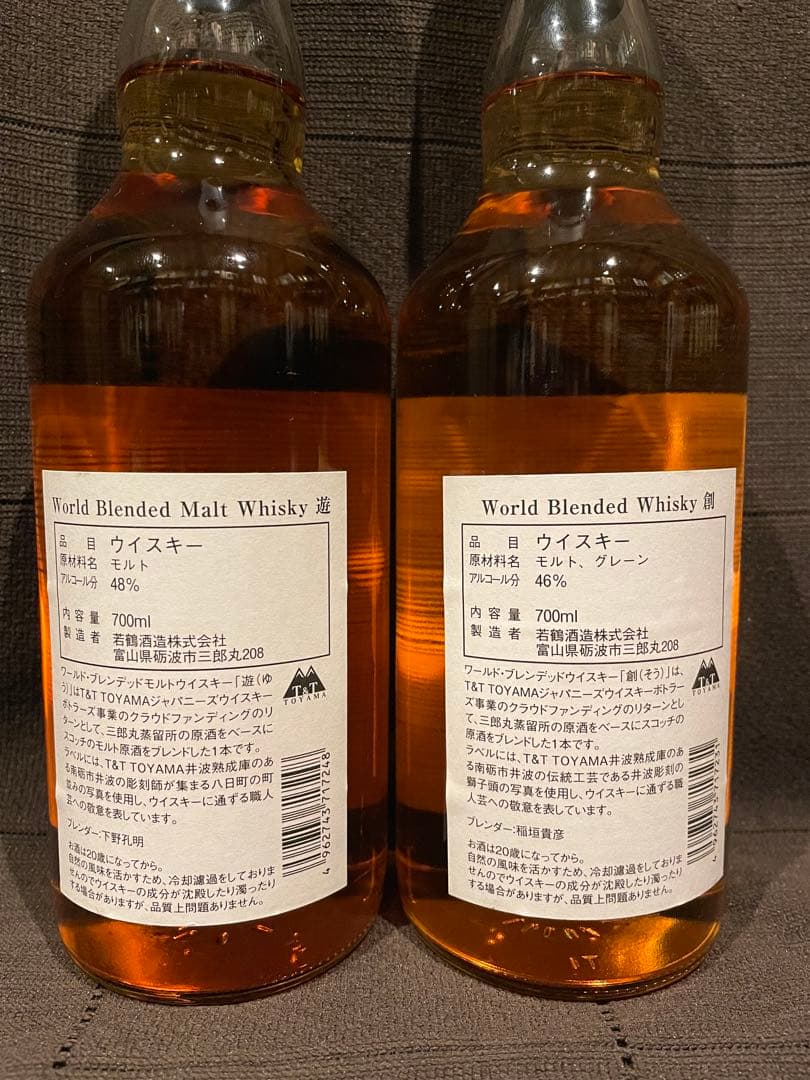 World Blended Malt Whisky 遊
品目 ウイスキー
原材料名 モルト
アルコール分 48%
内容量 700ml
製造者 若鶴酒造株式会社
富山県砺波市三郎丸208
ワールド・ブレンデッドモルトウイスキー「遊(ゆ
う)」はT&T TOYAMAジャパニーズウイスキー
ボトラーズ事業のクラウドファンディングのリ
ターンとして、三郎丸蒸留所の原酒をベースにス
コッチのモルト原酒をブレンドした1本です。
ラベルには、T&T TOYAMA井波熟成庫のあ
る南砺市井波の彫刻師が集まる八日町の町
並みの写真を使用し、ウイスキーに通ずる職人
芸への敬意を表しています。
ブレンダー:下野孔明
お酒は20歳になってから。
自然の風味を活かすため、冷却濾過をしておりま
せんのでウイスキーの成分が沈殿したり濁ったり
する場合がありますが、品質上問題ありません。
T&T
TOYAMA
4 962743 717248
World Blended Whisky 創
品目 ウイスキー
原材料名 モルト、グレーン
アルコール分 46%
内容量 700ml
製造者 若鶴酒造株式会社
富山県砺波市三郎丸208
ワールド・ブレンデッドウイスキー「創(そう)」は、
T&T TOYAMAジャパニーズウイスキーボトラー
ズ事業のクラウドファンディングのリターンとし
て、三郎丸蒸留所の原酒をベースにスコッチの
原酒をブレンドした1本です。
ラベルには、T&T TOYAMA井波熟成庫のあ
る南砺市井波の伝統工芸である井波彫刻の
獅子頭の写真を使用し、ウイスキーに通ずる職
人芸への敬意を表しています。
ブレンダー:稲垣貴彦
お酒は20歳になってから。
自然の風味を活かすため、冷却濾過をしておりま
せんのでウイスキーの成分が沈殿したり濁ったり
する場合がありますが、品質上問題ありません。
T&T
TOYAMA
4 962743 717231